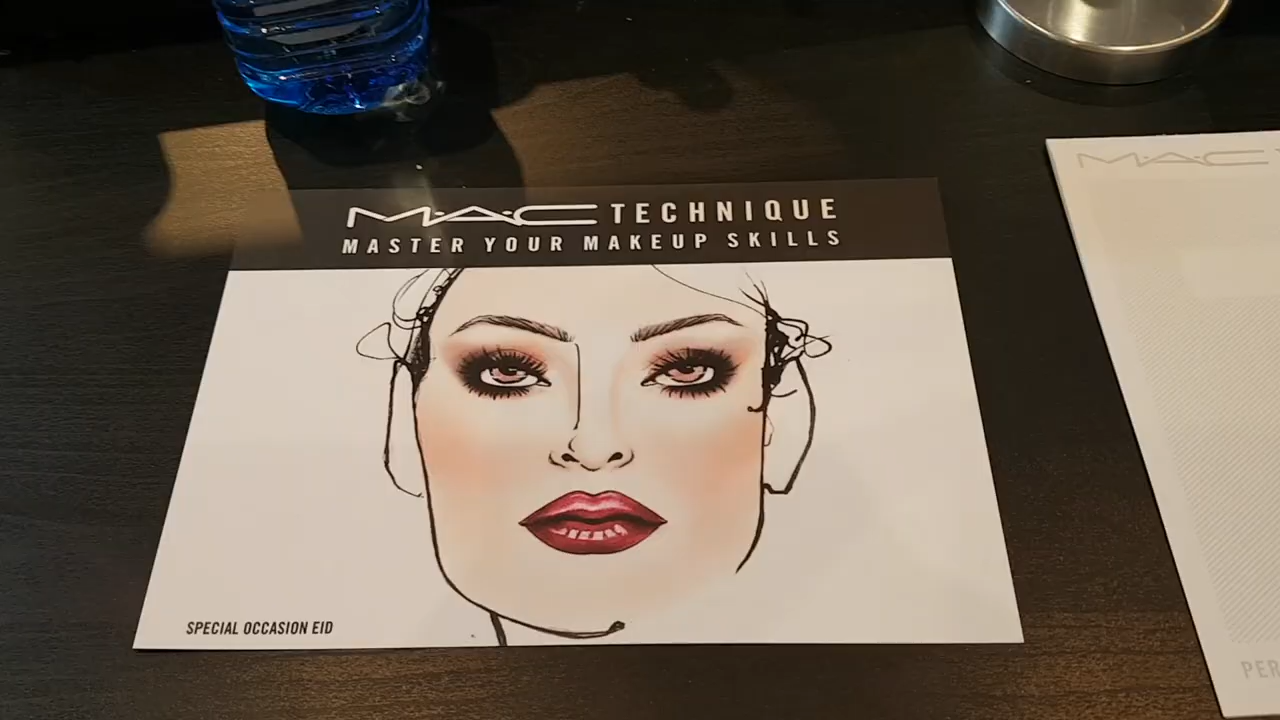 M·A·C TECHNIQUE
MASTER YOUR MAKEUP SKILLS
SPECIAL OCCASION EID
M·A·C